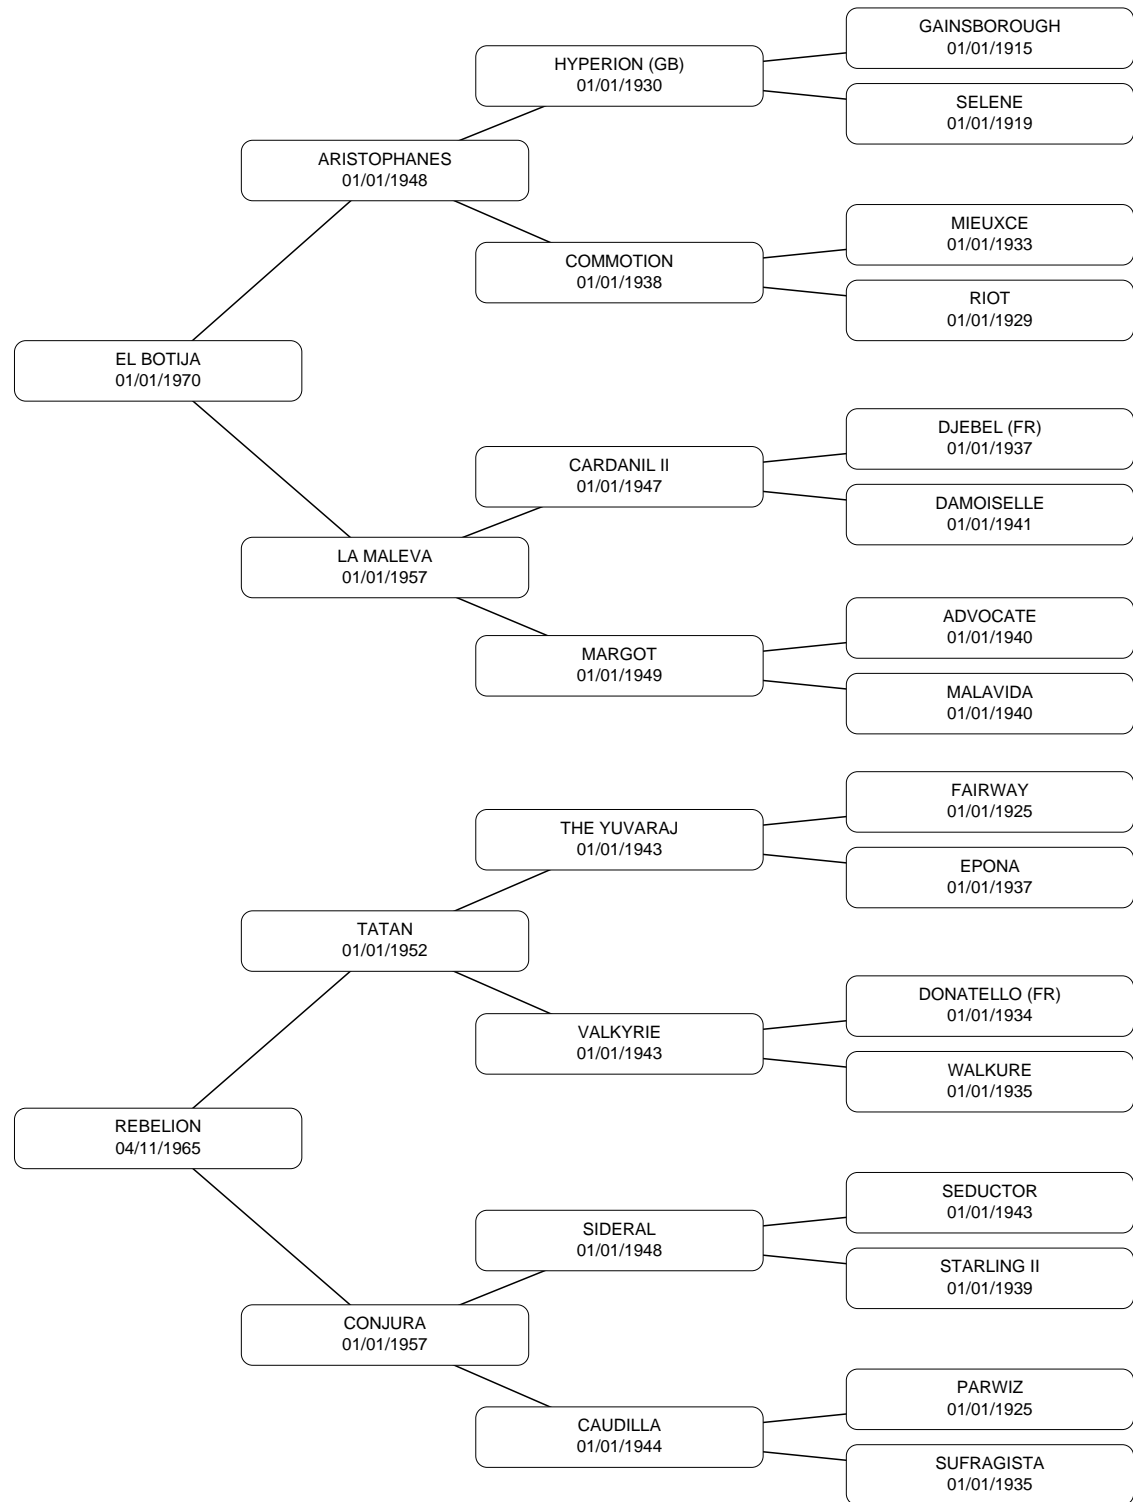 GAINSBOROUGH
01/01/1915
HYPERION (GB)
01/01/1930
SELENE
01/01/1919
ARISTOPHANES
01/01/1948
MIEUXCE
01/01/1933
COMMOTION
01/01/1938
RIOT
01/01/1929
EL BOTIJA
01/01/1970
DJEBEL (FR)
01/01/1937
CARDANIL II
01/01/1947
DAMOISELLE
01/01/1941
LA MALEVA
01/01/1957
ADVOCATE
01/01/1940
MARGOT
01/01/1949
MALAVIDA
01/01/1940
FAIRWAY
01/01/1925
THE YUVARAJ
01/01/1943
EPONA
01/01/1937
TATAN
01/01/1952
DONATELLO (FR)
01/01/1934
VALKYRIE
01/01/1943
WALKURE
01/01/1935
REBELION
04/11/1965
SEDUCTOR
01/01/1943
SIDERAL
01/01/1948
STARLING II
01/01/1939
CONJURA
01/01/1957
PARWIZ
01/01/1925
CAUDILLA
01/01/1944
SUFRAGISTA
01/01/1935